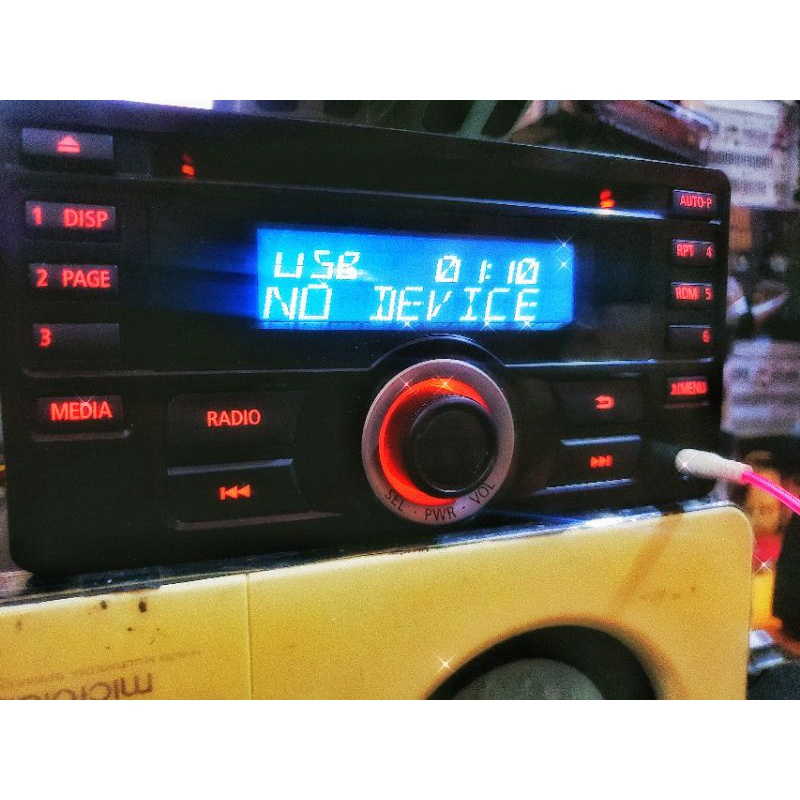 1 DISP
2 PAGE
3
MEDIA
RADIO
USB 01:10
NO DEVICE
SEL · PWR · VOL
AUTO-P
RPT 4
RDM 5
6
♪/MENU